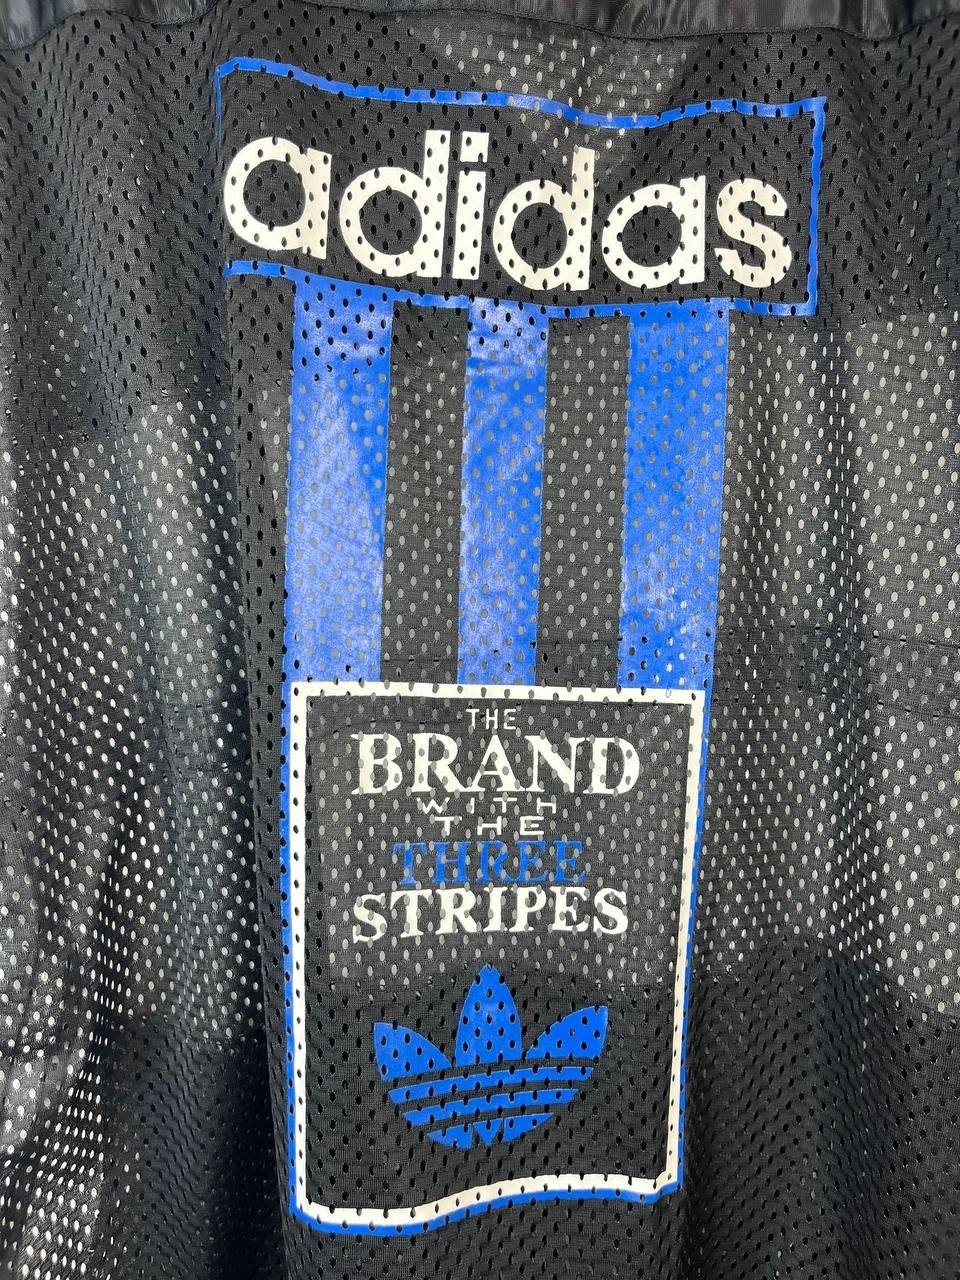 adidas
THE
BRAND
WITH
THE
THREE
STRIPES